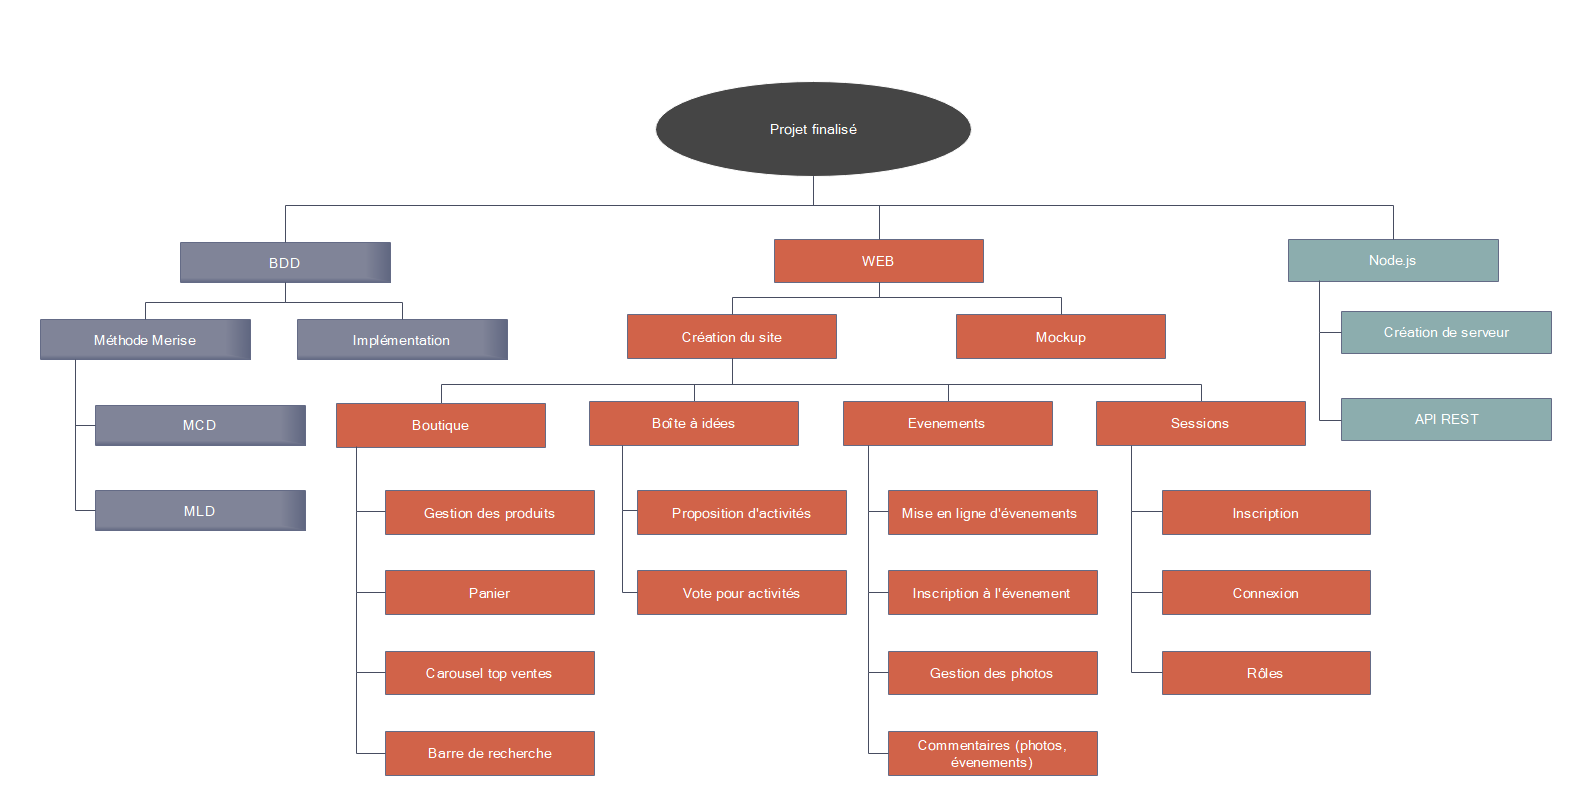 Projet finalisé
BDD
WEB
Node.js
Méthode Merise
Implémentation
Création du site
Mockup
Création de serveur
MCD
Boutique
Boîte à idées
Evenements
Sessions
API REST
MLD
Gestion des produits
Proposition d'activités
Mise en ligne d'évenements
Inscription
Panier
Vote pour activités
Inscription à l'évenement
Connexion
Carousel top ventes
Gestion des photos
Rôles
Barre de recherche
Commentaires (photos,
évenements)